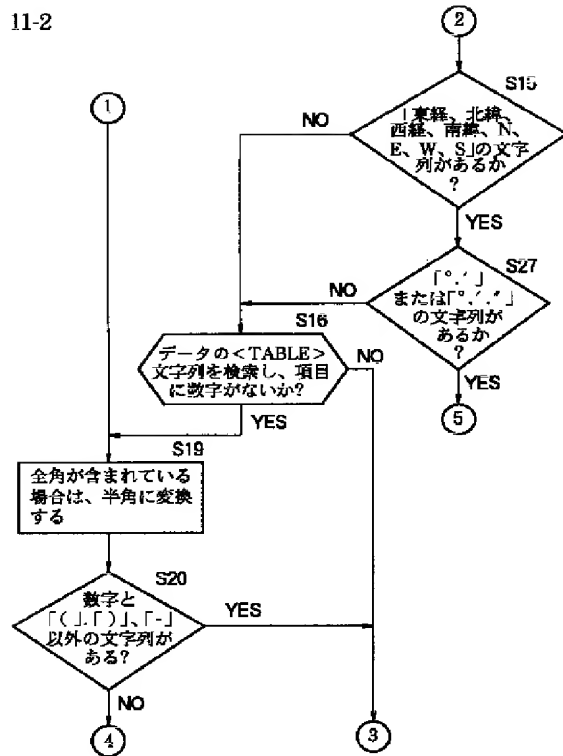 11-2
2
S15
「東経、北緯、
西経、南緯、N、
E、W、S」の文字
列があるか
?
NO
YES
1
S27
「°.′」
または「°.′.″」
の文字列が
あるか
?
NO
YES
5
S16
データの<TABLE>
文字列を検索し、項目
に数字がないか?
NO
YES
S19
全角が含まれている
場合は、半角に変換
する
S20
数字と
「(」.「)」、「-」
以外の文字列が
ある?
YES
NO
4
3